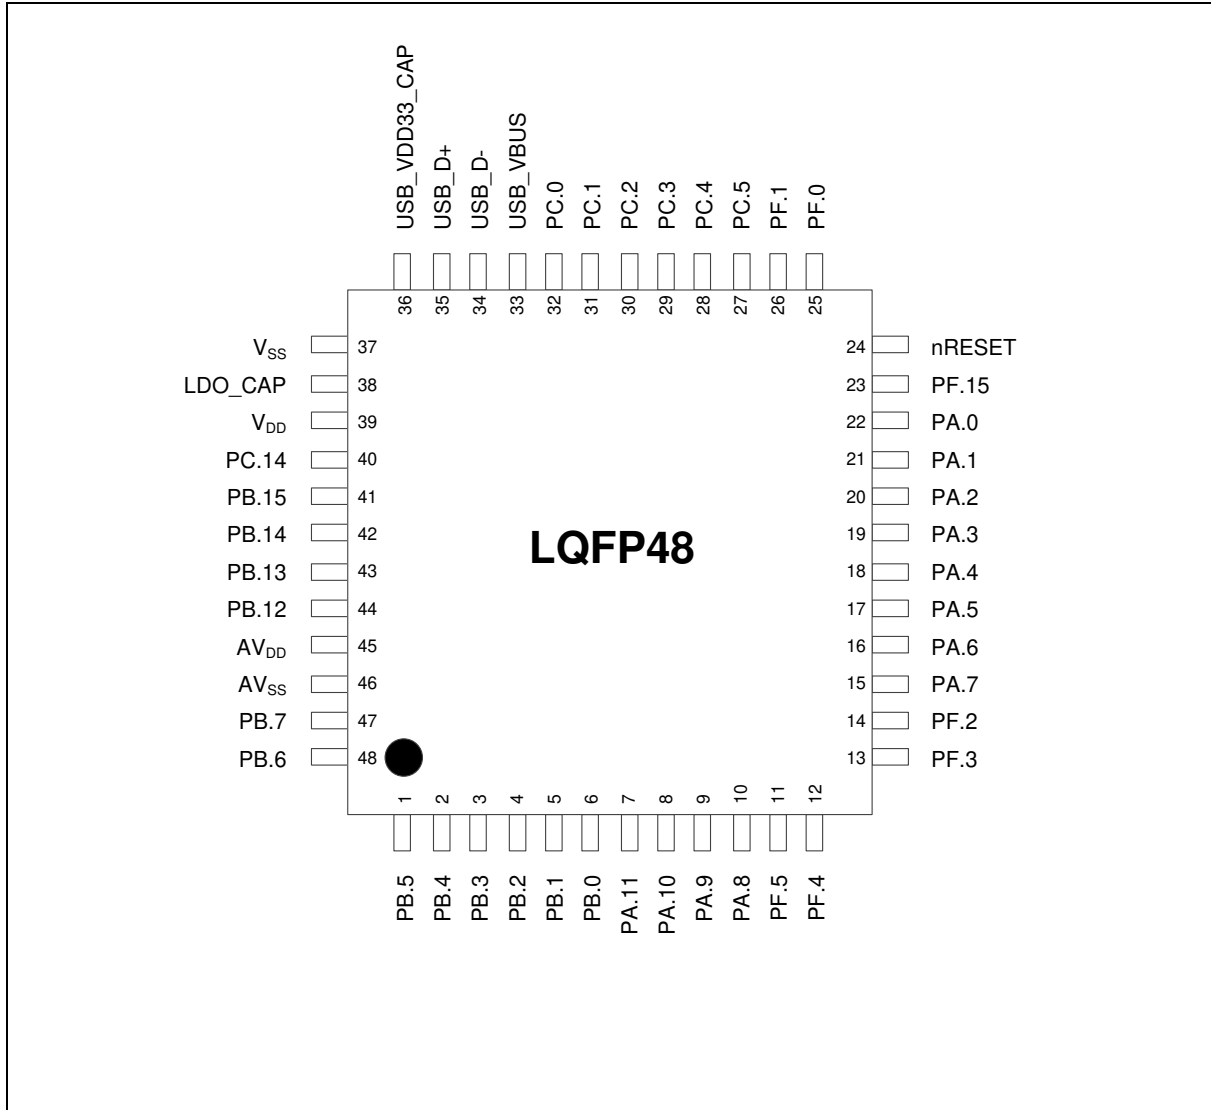 USB_VDD33_CAP
USB_D+
USB_D-
USB_VBUS
PC.0
PC.1
PC.2
PC.3
PC.4
PC.5
PF.1
PF.0
36
35
34
33
32
31
30
29
28
27
26
25
VSS 37
LDO_CAP 38
VDD 39
PC.14 40
PB.15 41
PB.14 42
PB.13 43
PB.12 44
AVDD 45
AVSS 46
PB.7 47
PB.6 48
LQFP48
24 nRESET
23 PF.15
22 PA.0
21 PA.1
20 PA.2
19 PA.3
18 PA.4
17 PA.5
16 PA.6
15 PA.7
14 PF.2
13 PF.3
1
2
3
4
5
6
7
8
9
10
11
12
PB.5
PB.4
PB.3
PB.2
PB.1
PB.0
PA.11
PA.10
PA.9
PA.8
PF.5
PF.4